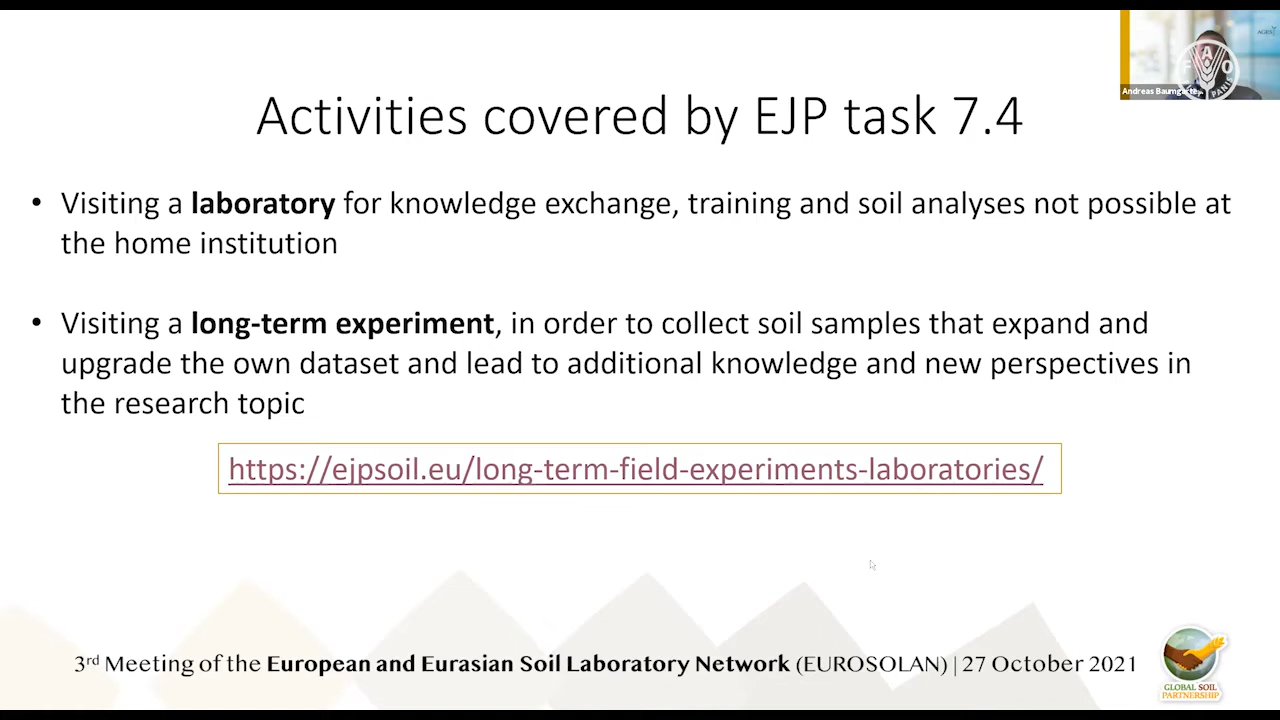 Activities covered by EJP task 7.4
• Visiting a laboratory for knowledge exchange, training and soil analyses not possible at
the home institution
• Visiting a long-term experiment, in order to collect soil samples that expand and
upgrade the own dataset and lead to additional knowledge and new perspectives in
the research topic
https://ejpsoil.eu/long-term-field-experiments-laboratories/
3rd Meeting of the European and Eurasian Soil Laboratory Network (EUROSOLAN) | 27 October 2021
GLOBAL SOIL
PARTNERSHIP
AGES
F A O
PANIS
Andreas